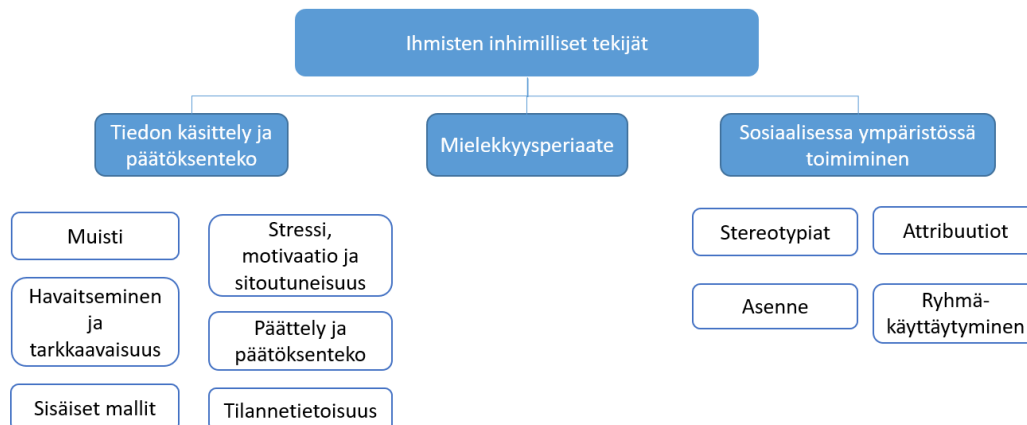 Ihmisten inhimilliset tekijät
Tiedon käsittely ja
päätöksenteko
Mielekkyysperiaate
Sosiaalisessa ympäristössä
toimiminen
Muisti
Stressi,
motivaatio ja
sitoutuneisuus
Havaitseminen
ja
tarkkaavaisuus
Päättely ja
päätöksenteko
Sisäiset mallit
Tilannetietoisuus
Stereotypiat
Attribuutiot
Asenne
Ryhmä-
käyttäytyminen